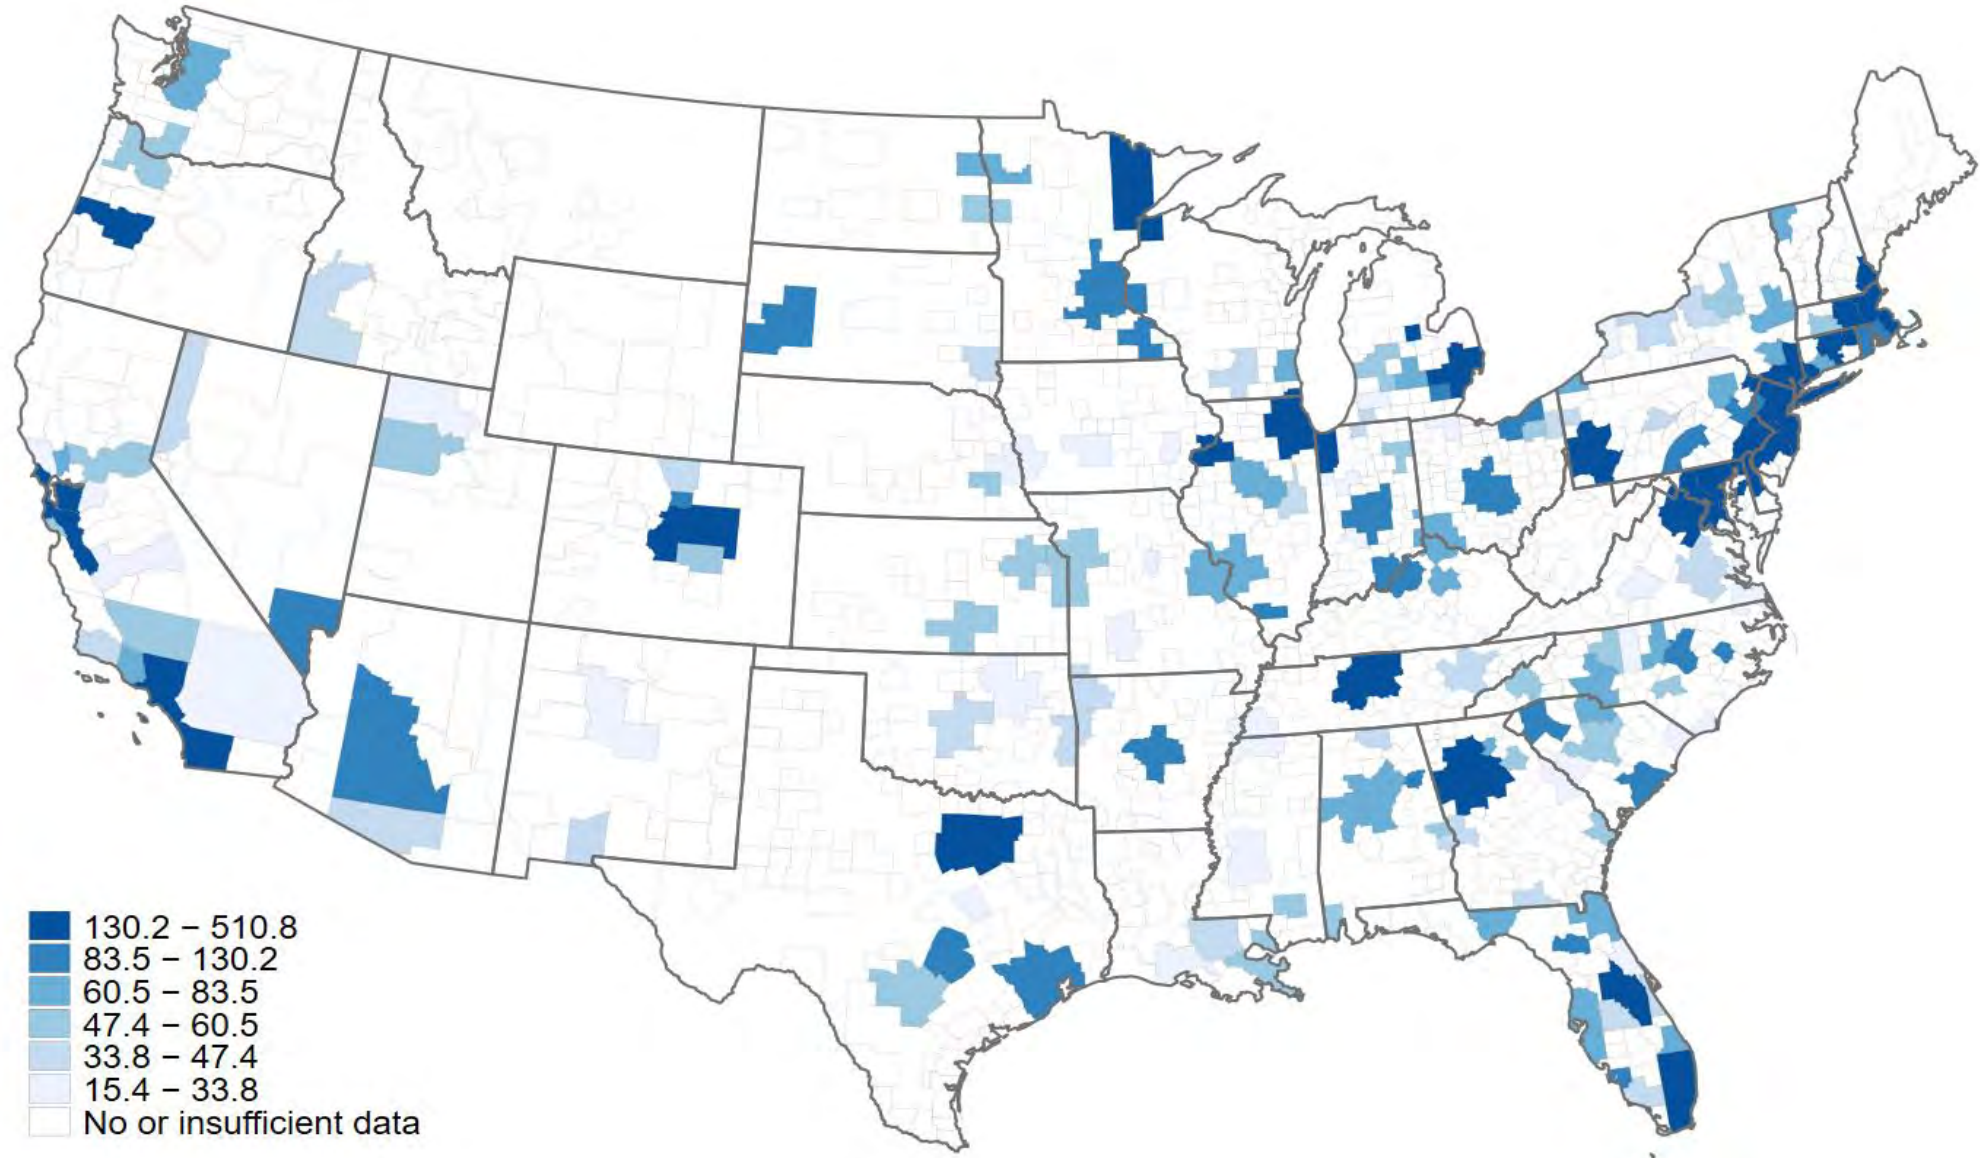 130.2 − 510.8
83.5 − 130.2
60.5 − 83.5
47.4 − 60.5
33.8 − 47.4
15.4 − 33.8
No or insufficient data